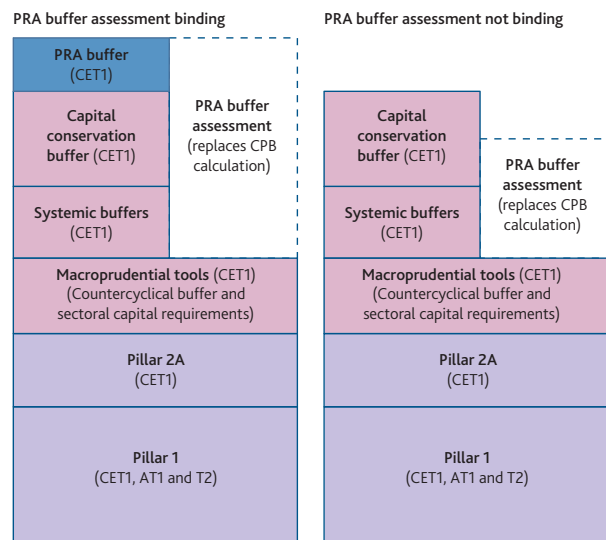 PRA buffer assessment binding
PRA buffer
(CET1)
Capital
conservation
buffer (CET1)
PRA buffer
assessment
(replaces CPB
calculation)
Systemic buffers
(CET1)
Macroprudential tools (CET1)
(Countercyclical buffer and
sectoral capital requirements)
Pillar 2A
(CET1)
Pillar 1
(CET1, AT1 and T2)
PRA buffer assessment not binding
Capital
conservation
buffer (CET1)
PRA buffer
assessment
(replaces CPB
calculation)
Systemic buffers
(CET1)
Macroprudential tools (CET1)
(Countercyclical buffer and
sectoral capital requirements)
Pillar 2A
(CET1)
Pillar 1
(CET1, AT1 and T2)